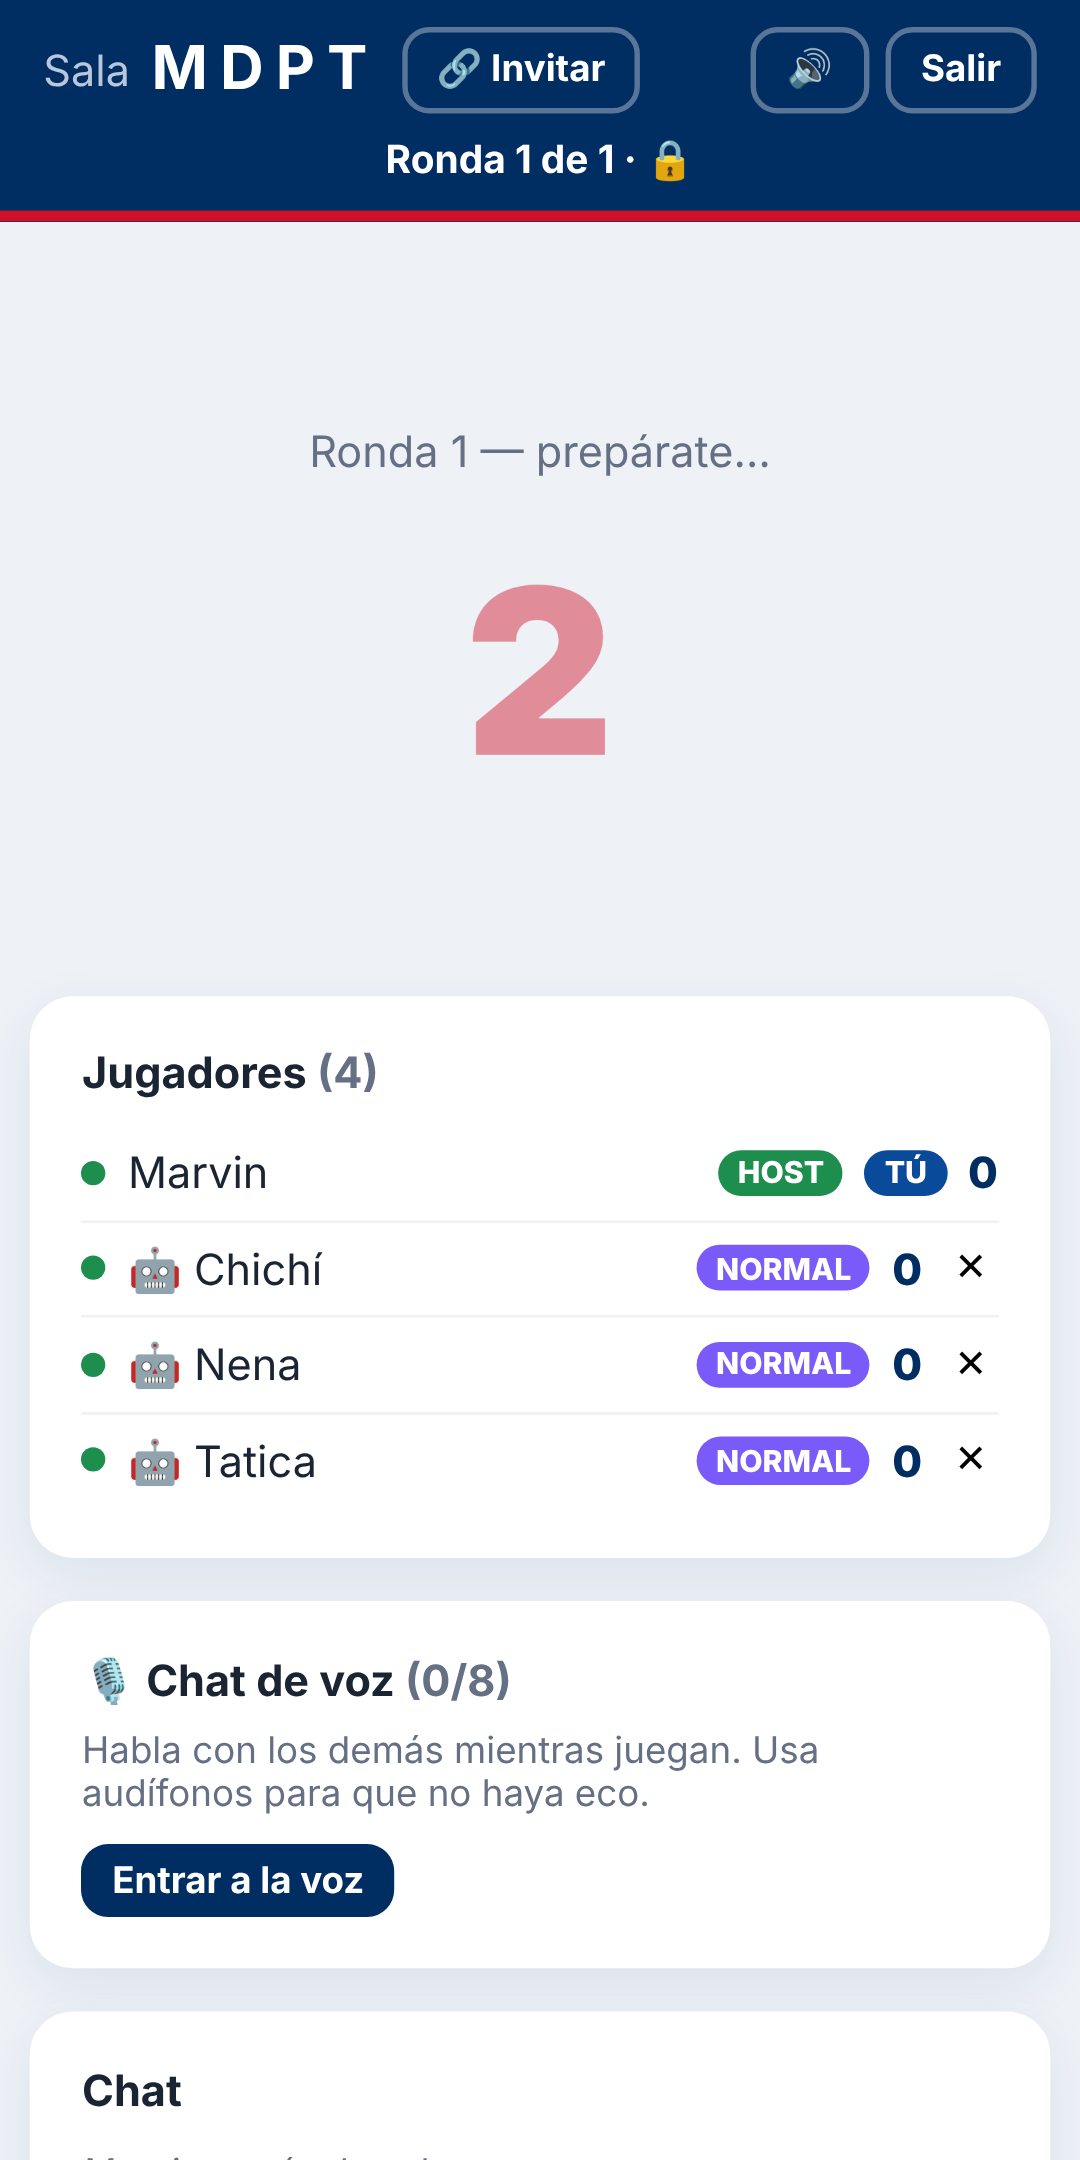 Sala MDPT 🔗 Invitar 🔊 Salir
Ronda 1 de 1 · 🔒
Ronda 1 — prepárate...
2
Jugadores (4)
Marvin HOST TÚ 0
🤖 Chichí NORMAL 0 ✕
🤖 Nena NORMAL 0 ✕
🤖 Tatica NORMAL 0 ✕
🎙️ Chat de voz (0/8)
Habla con los demás mientras juegan. Usa
audífonos para que no haya eco.
Entrar a la voz
Chat